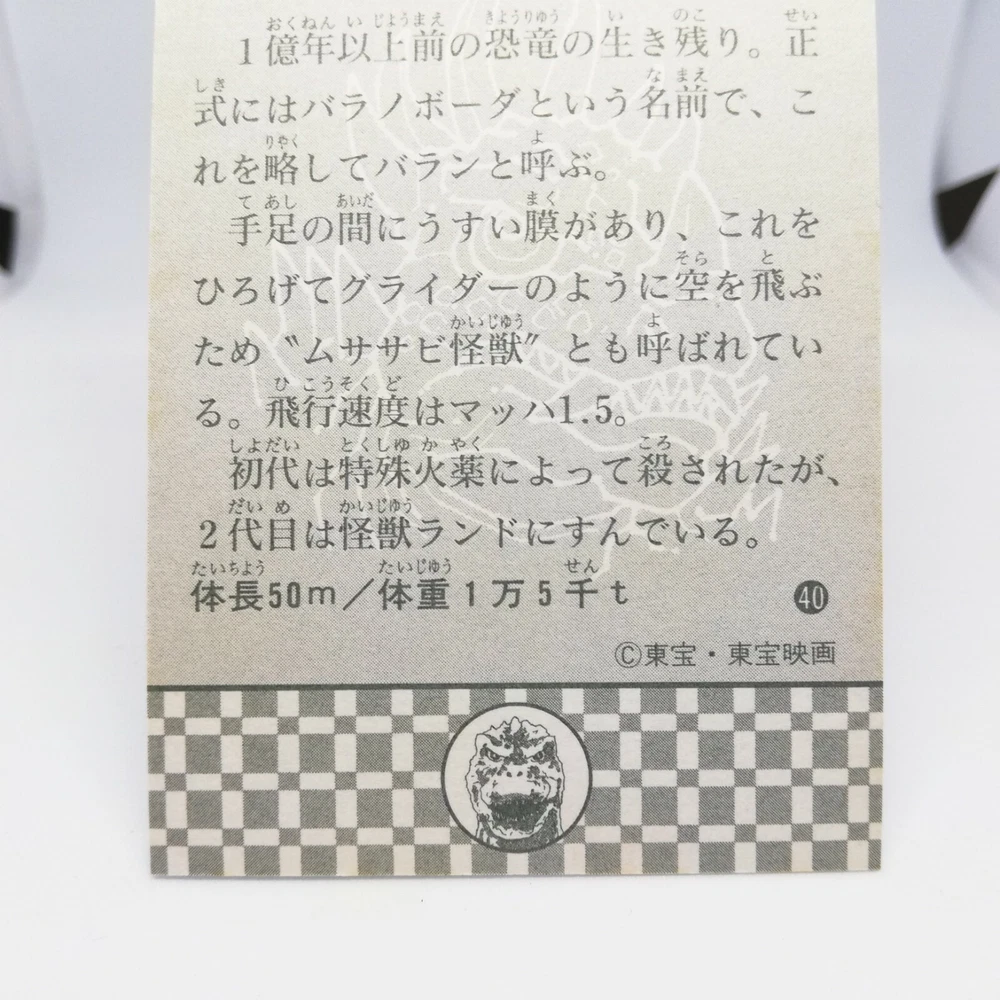 1億年以上前の恐竜の生き残り。正
式にはバラノボーダという名前で、こ
れを略してバランと呼ぶ。
手足の間にうすい膜があり、これを
ひろげてグライダーのように空を飛ぶ
ため〝ムササビ怪獣〟とも呼ばれてい
る。飛行速度はマッハ1.5。
初代は特殊火薬によって殺されたが、
2代目は怪獣ランドにすんでいる。
体長50m／体重1万5千t
40
©東宝・東宝映画